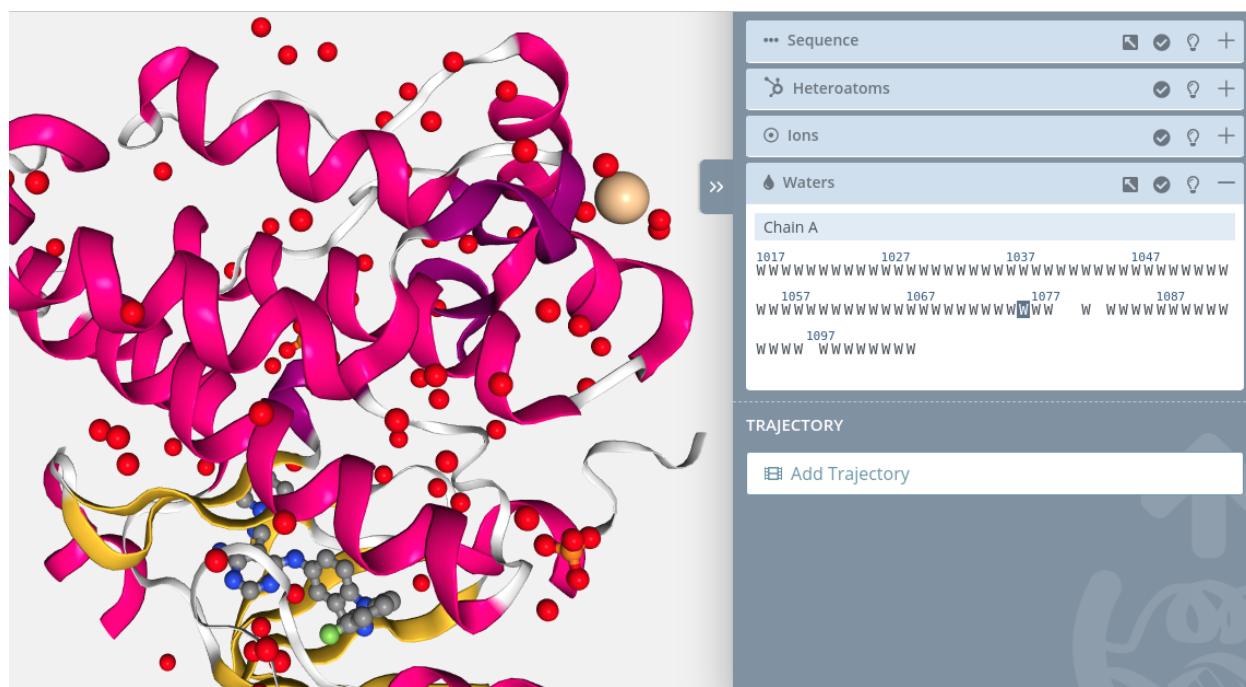 Sequence
Heteroatoms
Ions
Waters
Chain A
1017 1027 1037 1047
WWWWWWWWWWWWWWWWWWWWWWWWWWWWWWWWWWWWWW
1057 1067 1077 1087
WWWWWWWWWWWWWWWWWWWWWWWW W WWWWWWWWWW
1097
WWWW WWWWWWWW
TRAJECTORY
Add Trajectory